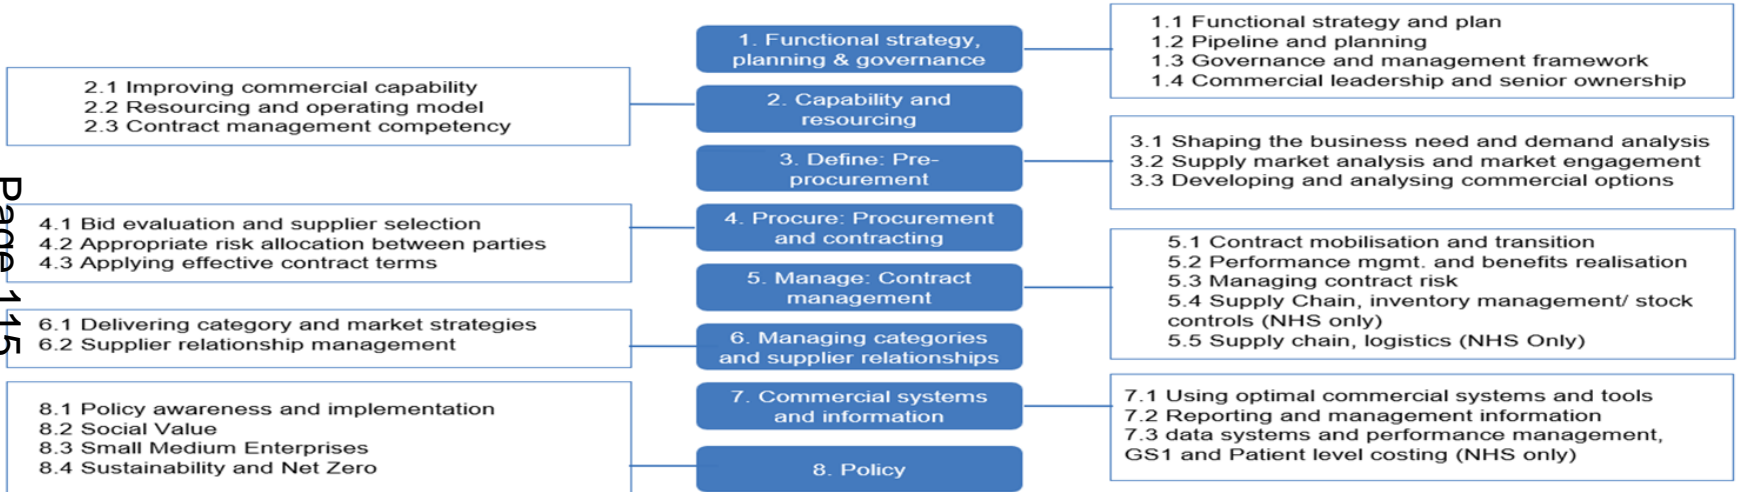 1. Functional strategy,
planning & governance
1.1 Functional strategy and plan
1.2 Pipeline and planning
1.3 Governance and management framework
1.4 Commercial leadership and senior ownership
2. Capability and
resourcing
2.1 Improving commercial capability
2.2 Resourcing and operating model
2.3 Contract management competency
3. Define: Pre-
procurement
3.1 Shaping the business need and demand analysis
3.2 Supply market analysis and market engagement
3.3 Developing and analysing commercial options
4. Procure: Procurement
and contracting
4.1 Bid evaluation and supplier selection
4.2 Appropriate risk allocation between parties
4.3 Applying effective contract terms
5. Manage: Contract
management
5.1 Contract mobilisation and transition
5.2 Performance mgmt. and benefits realisation
5.3 Managing contract risk
5.4 Supply Chain, inventory management/ stock
controls (NHS only)
5.5 Supply chain, logistics (NHS Only)
6. Managing categories
and supplier relationships
6.1 Delivering category and market strategies
6.2 Supplier relationship management
7. Commercial systems
and information
7.1 Using optimal commercial systems and tools
7.2 Reporting and management information
7.3 data systems and performance management,
GS1 and Patient level costing (NHS only)
8. Policy
8.1 Policy awareness and implementation
8.2 Social Value
8.3 Small Medium Enterprises
8.4 Sustainability and Net Zero
Page 115